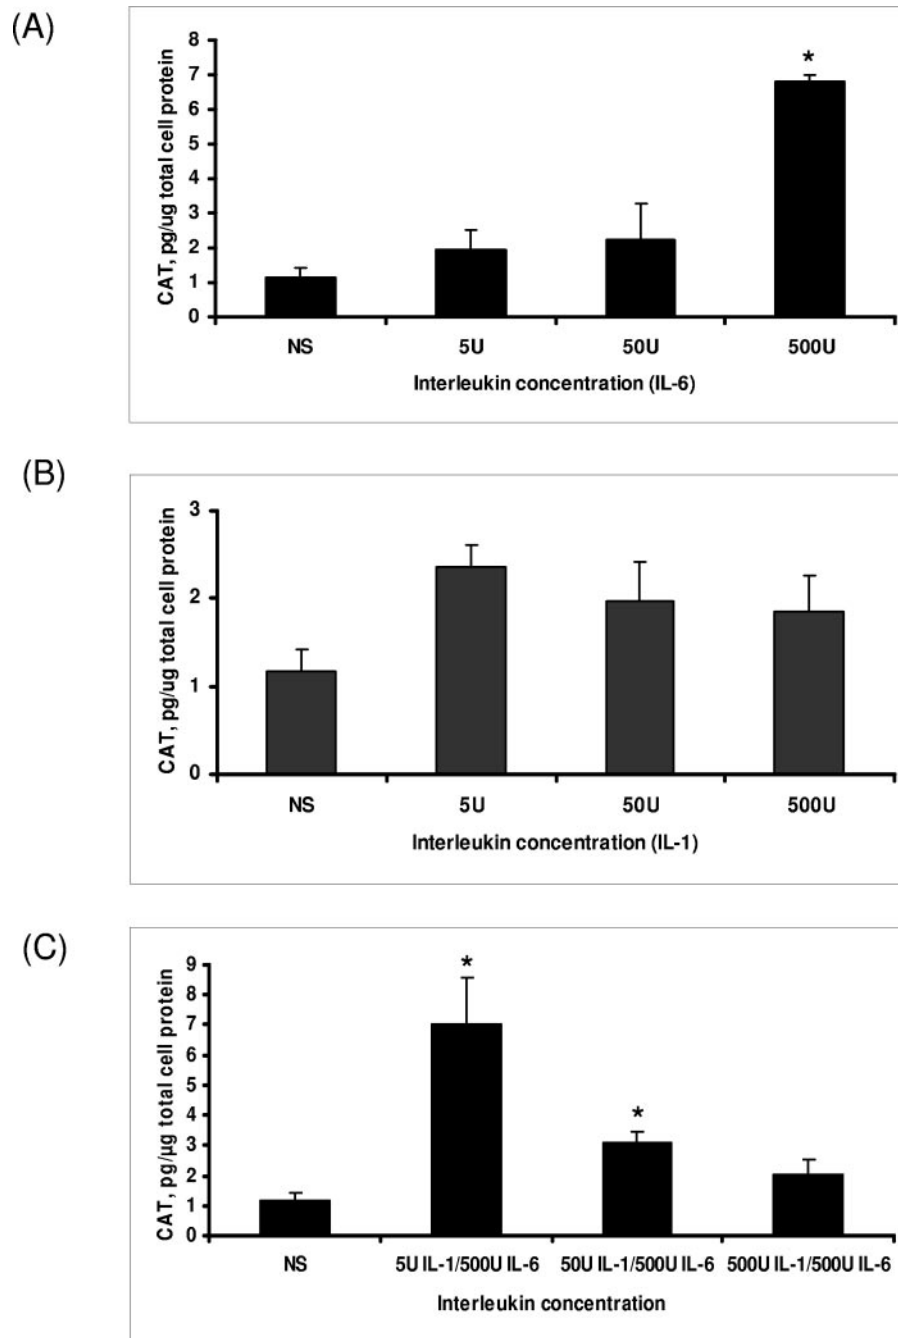 (A)
CAT, pg/ug total cell protein
8
7
6
5
4
3
2
1
0
*
NS 5U 50U 500U
Interleukin concentration (IL-6)
(B)
CAT, pg/ug total cell protein
3
2
1
0
NS 5U 50U 500U
Interleukin concentration (IL-1)
(C)
CAT, pg/µg total cell protein
9
8
7
6
5
4
3
2
1
0
*
*
NS 5U IL-1/500U IL-6 50U IL-1/500U IL-6 500U IL-1/500U IL-6
Interleukin concentration